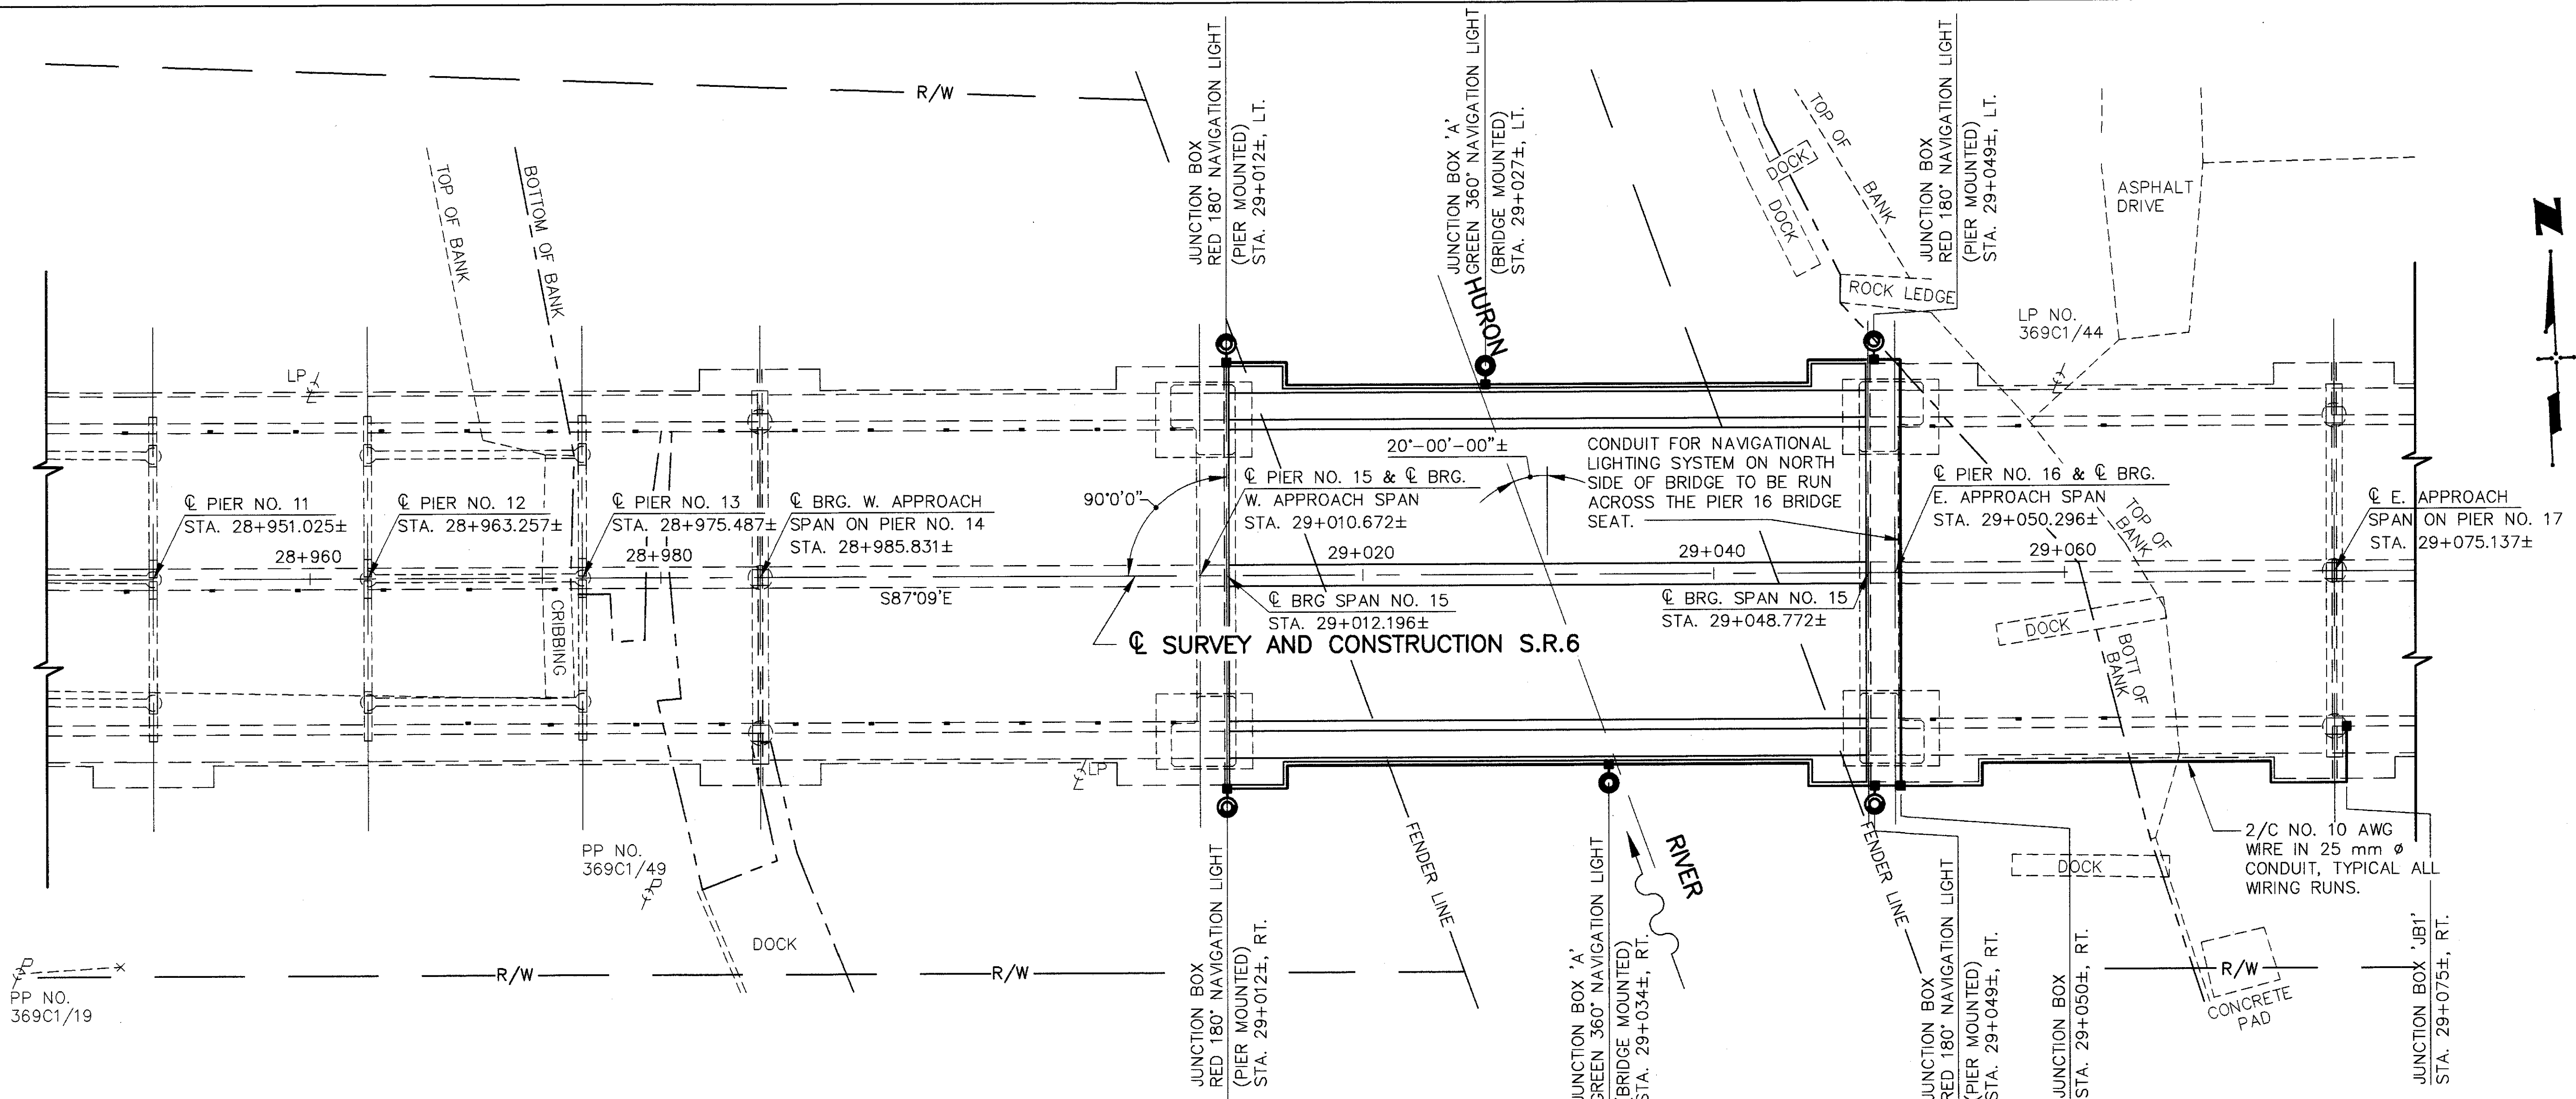 R/W
JUNCTION BOX
RED 180° NAVIGATION LIGHT
(PIER MOUNTED)
STA. 29+012±, LT.
JUNCTION BOX 'A'
GREEN 360° NAVIGATION LIGHT
(BRIDGE MOUNTED)
STA. 29+027±, LT.
JUNCTION BOX
RED 180° NAVIGATION LIGHT
(PIER MOUNTED)
STA. 29+049±, LT.
TOP OF BANK
BOTTOM OF BANK
DOCK
DOCK
TOP OF
BANK
ASPHALT
DRIVE
N
ROCK LEDGE
HURON
LP NO.
369C1/44
LP
℄ PIER NO. 11
STA. 28+951.025±
28+960
℄ PIER NO. 12
STA. 28+963.257±
℄ PIER NO. 13
STA. 28+975.487±
28+980
℄ BRG. W. APPROACH
SPAN ON PIER NO. 14
STA. 28+985.831±
90°0'0"
℄ PIER NO. 15 & ℄ BRG.
W. APPROACH SPAN
STA. 29+010.672±
20°-00'-00"±
CONDUIT FOR NAVIGATIONAL
LIGHTING SYSTEM ON NORTH
SIDE OF BRIDGE TO BE RUN
ACROSS THE PIER 16 BRIDGE
SEAT.
℄ PIER NO. 16 & ℄ BRG.
E. APPROACH SPAN
STA. 29+050.296±
TOP OF
BANK
℄ E. APPROACH
SPAN ON PIER NO. 17
STA. 29+075.137±
29+020
29+040
29+060
S87°09'E
CRIBBING
℄ BRG SPAN NO. 15
STA. 29+012.196±
℄ BRG. SPAN NO. 15
STA. 29+048.772±
℄ SURVEY AND CONSTRUCTION S.R.6
DOCK
BOTT OF
BANK
LP
PP NO.
369C1/49
P
FENDER LINE
RIVER
FENDER LINE
DOCK
2/C NO. 10 AWG
WIRE IN 25 mm ø
CONDUIT, TYPICAL ALL
WIRING RUNS.
DOCK
P
PP NO.
369C1/19
R/W
R/W
R/W
CONCRETE
PAD
JUNCTION BOX
RED 180° NAVIGATION LIGHT
(PIER MOUNTED)
STA. 29+012±, RT.
JUNCTION BOX 'A'
GREEN 360° NAVIGATION LIGHT
(BRIDGE MOUNTED)
STA. 29+034±, RT.
JUNCTION BOX
RED 180° NAVIGATION LIGHT
(PIER MOUNTED)
STA. 29+049±, RT.
JUNCTION BOX
STA. 29+050±, RT.
JUNCTION BOX 'JB1'
STA. 29+075±, RT.